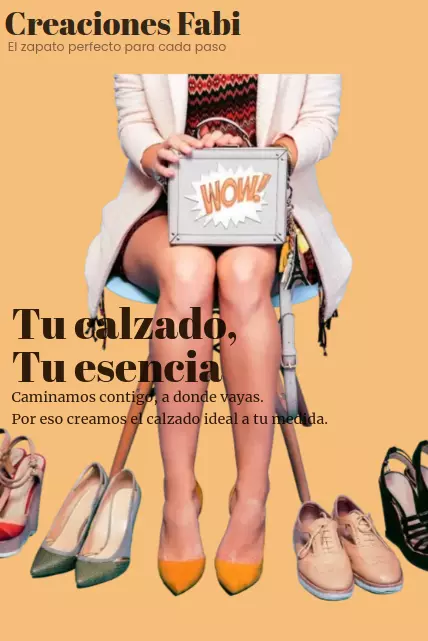 Creaciones Fabi
El zapato perfecto para cada paso
WOW!
Tu calzado,
Tu esencia
Caminamos contigo, a donde vayas.
Por eso creamos el calzado ideal a tu medida.